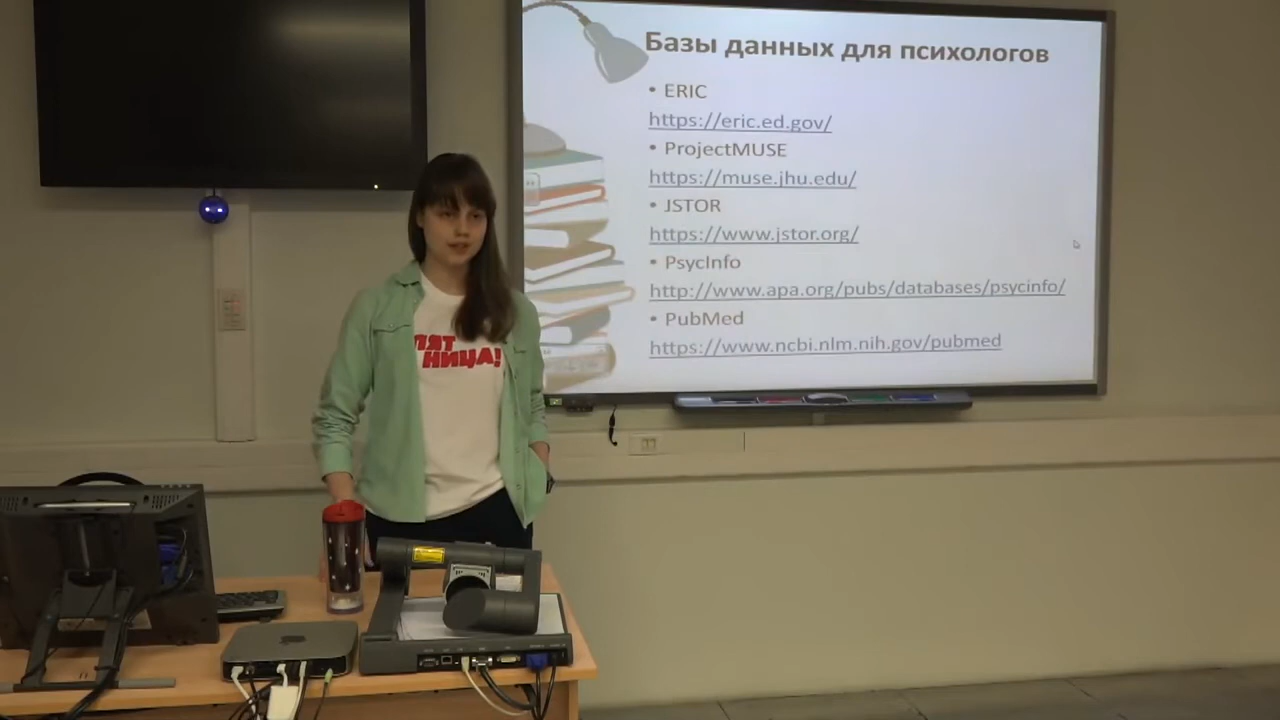 Базы данных для психологов
• ERIC
https://eric.ed.gov/
• ProjectMUSE
https://muse.jhu.edu/
• JSTOR
https://www.jstor.org/
• PsycInfo
http://www.apa.org/pubs/databases/psycinfo/
• PubMed
https://www.ncbi.nlm.nih.gov/pubmed
ПЯТ
НИЦА!